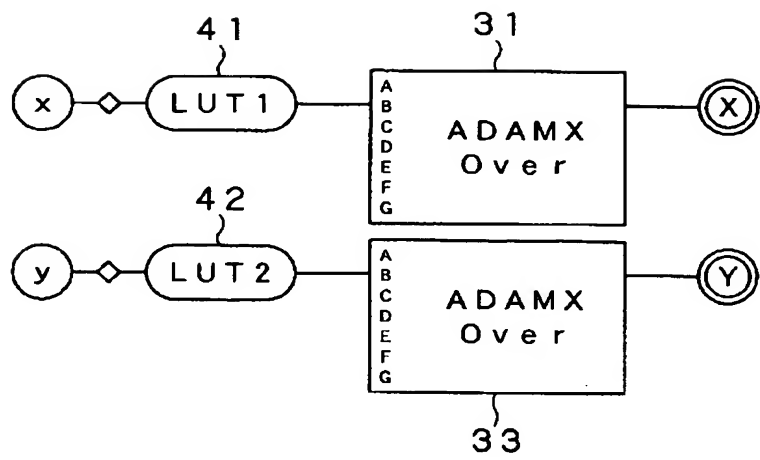 41
31
x
LUT1
A
B
C
D
E
F
G
ADAMX
Over
X
42
y
LUT2
A
B
C
D
E
F
G
ADAMX
Over
Y
33